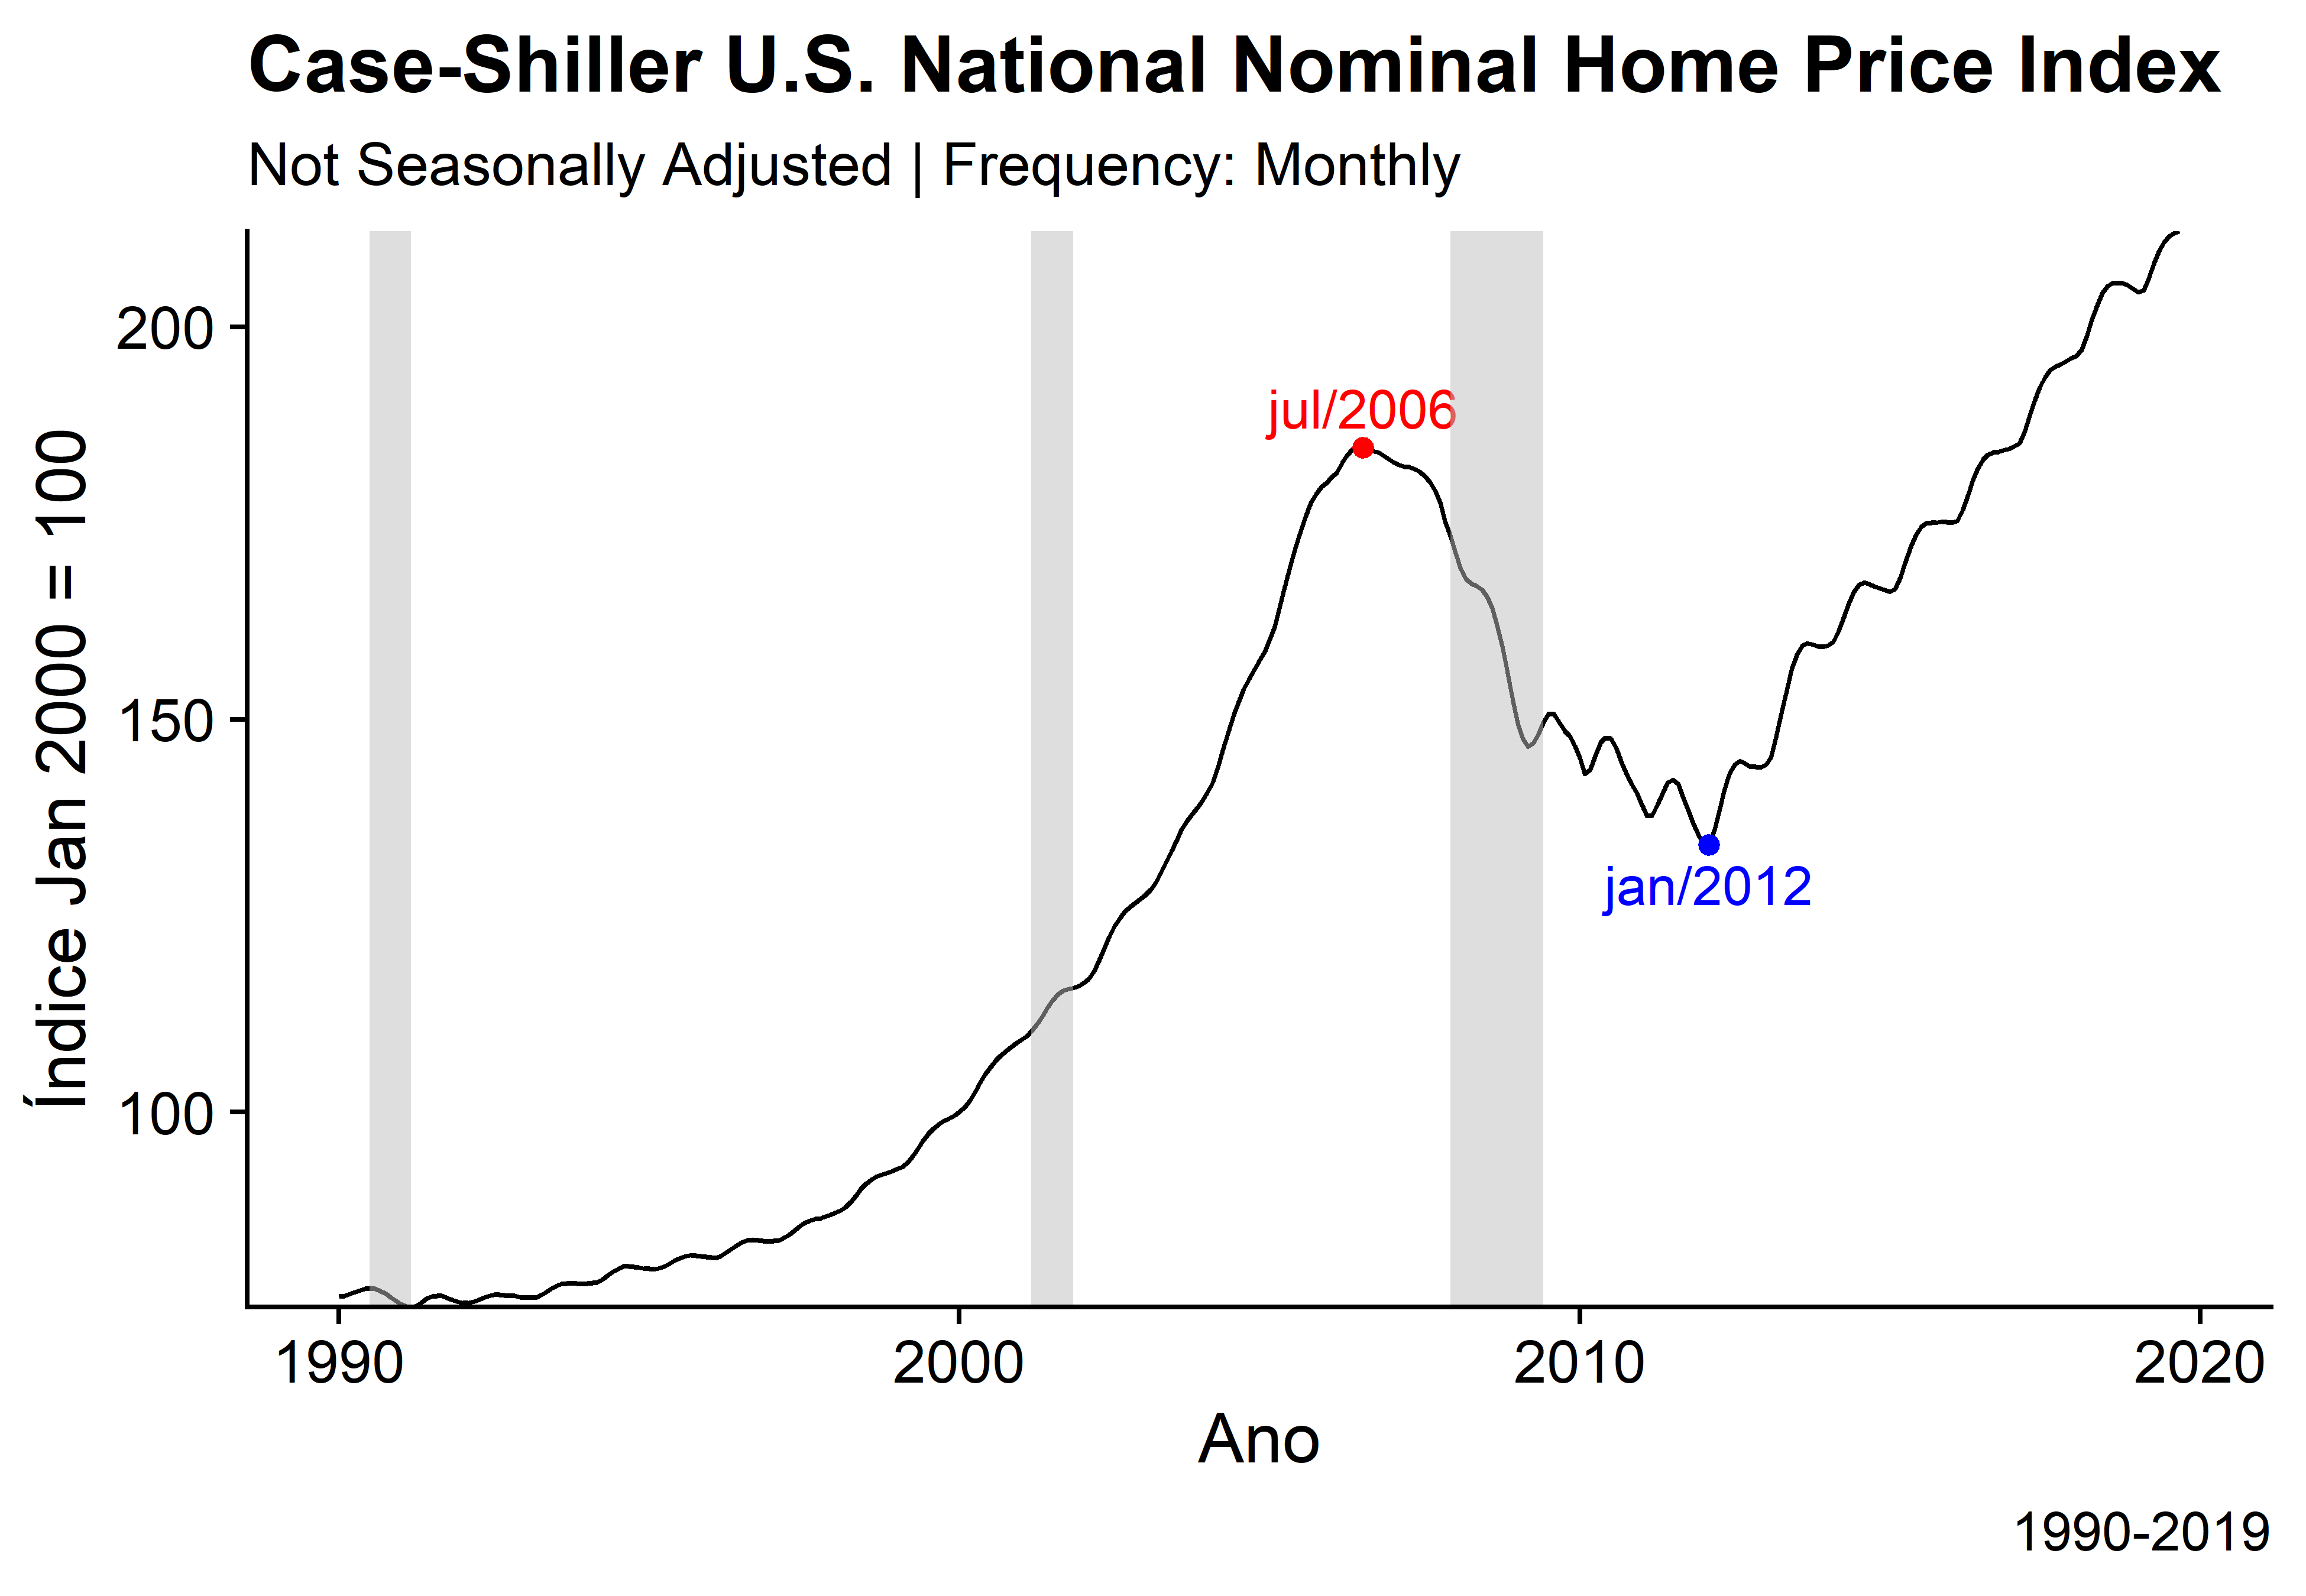 Case-Shiller U.S. National Nominal Home Price Index
Not Seasonally Adjusted | Frequency: Monthly
Índice Jan 2000 = 100
200
150
100
jul/2006
jan/2012
1990
2000
2010
2020
Ano
1990-2019